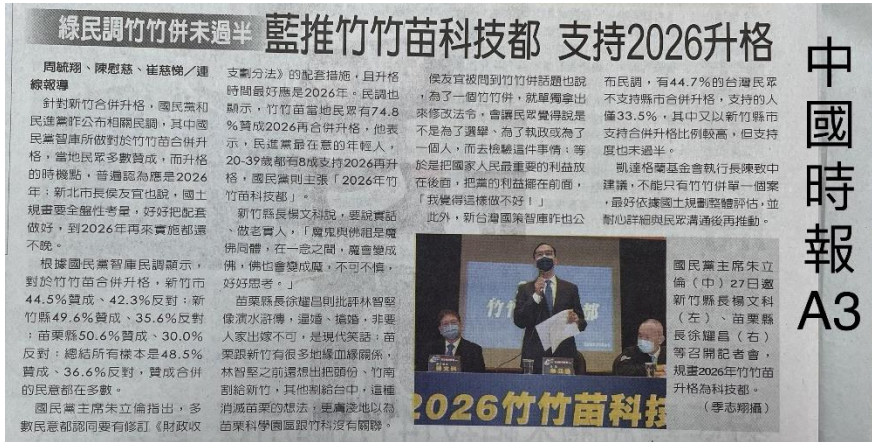 綠民調竹竹併未過半
藍推竹竹苗科技都 支持2026升格
周毓翔、陳慰慈、崔慈悌／連
線報導
針對新竹合併升格，國民黨和
民進黨昨公布相關民調，其中國
民黨智庫所做對於竹竹苗合併升
格，當地民眾多數贊成，而升格
的時機點，普遍認為應是2026
年；新北市長侯友宜也說，國土
規畫要全盤性考量，好好把配套
做好，到2026年再來實施都還
不晚。
根據國民黨智庫民調顯示，
對於竹竹苗合併升格，新竹市
44.5%贊成、42.3%反對；新
竹縣49.6%贊成、35.6%反對
；苗栗縣50.6%贊成、30.0%
反對；總結所有樣本是48.5%
贊成、36.6%反對，贊成合併
的民意都在多數。
國民黨主席朱立倫指出，多
數民意都認同要有修訂《財政收
支劃分法》的配套措施，且升格
時間最好應是2026年。民調也
顯示，竹竹苗當地民眾有74.8
%贊成2026再合併升格，他表
示，民進黨最在意的年輕人，
20-39歲都有8成支持2026再升
格，國民黨則主張「2026年竹
竹苗科技都」。
新竹縣長楊文科說，要說實話
、做老實人，「魔鬼與佛祖是魔
佛同體，在一念之間，魔會變成
佛，佛也會變成魔，不可不慎，
好好思考。」
苗栗縣長徐耀昌則批評林智堅
像演水滸傳，逼婚、搶婚，非要
人家出嫁不可，是現代笑話；苗
栗跟新竹有很多地緣血緣關係，
林智堅之前還想出把頭份、竹南
割給新竹，其他割給台中，這種
消滅苗栗的想法，更膚淺地以為
苗栗科學園區跟竹科沒有關聯。
侯友宜被問到竹竹併話題也說
，為了一個竹竹併，就單獨拿出
來修改法令，會讓民眾覺得說是
不是為了選舉、為了執政或為了
一個人，而去檢驗這件事情；等
於是把國家人民最重要的利益放
在後面，把黨的利益擺在前面，
「我覺得這樣做不好！」
此外，新台灣國策智庫昨也公
布民調，有44.7%的台灣民眾
不支持縣市合併升格，支持的人
僅33.5%，其中又以新竹縣市
支持合併升格比例較高，但支持
度也未過半。
凱達格蘭基金會執行長陳致中
建議，不能只有竹竹併單一個案
，最好依據國土規劃整體評估，並
耐心詳細與民眾溝通後再推動。
2026竹竹苗科技
國民黨主席朱立
倫（中）27日邀
新竹縣長楊文科
（左）、苗栗縣
長徐耀昌（右）
等召開記者會，
規畫2026年竹竹苗
升格為科技都。
（季志翔攝）
中國時報
A3